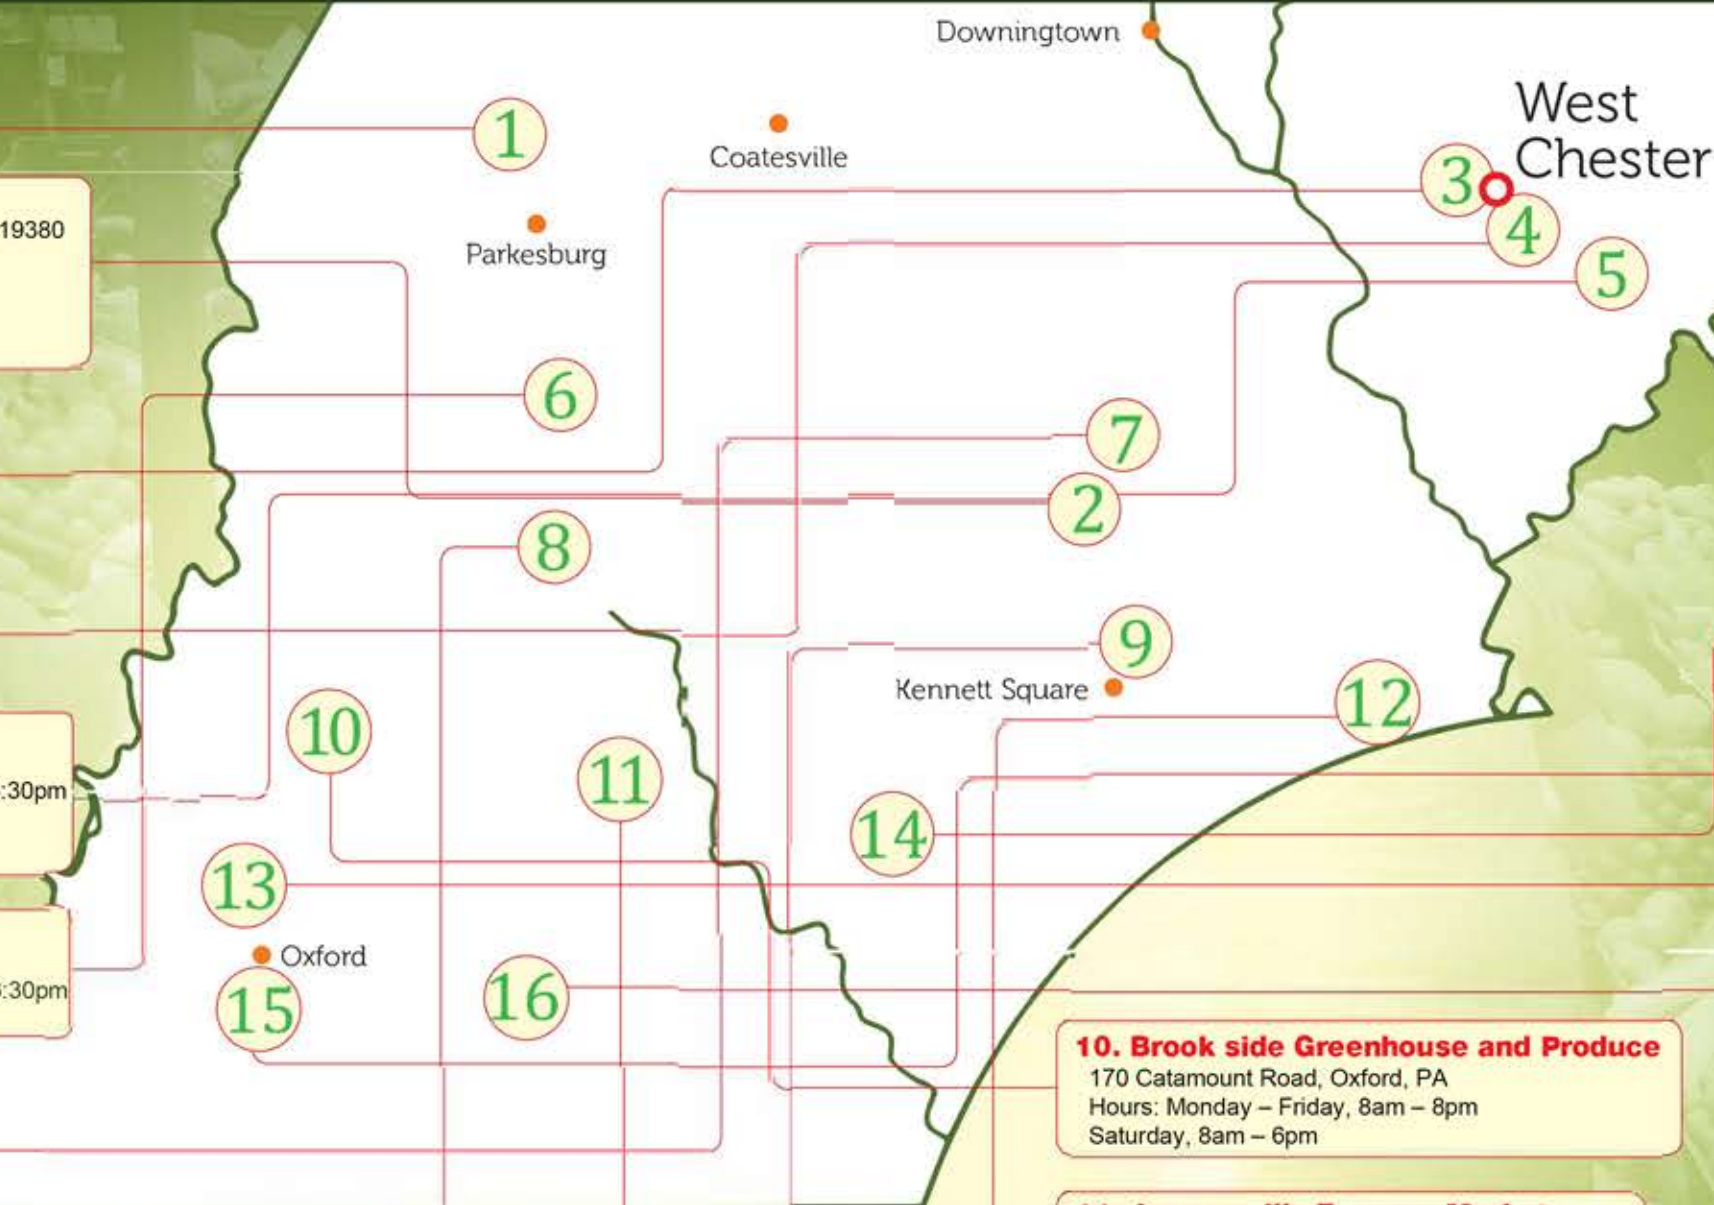 Downingtown
West
Chester
1
Coatesville
3
4
19380
Parkesburg
5
6
7
2
8
9
Kennett Square
12
10
11
:30pm
14
13
Oxford
:30pm
15
16
10. Brook side Greenhouse and Produce
170 Catamount Road, Oxford, PA
Hours: Monday – Friday, 8am – 8pm
Saturday, 8am – 6pm